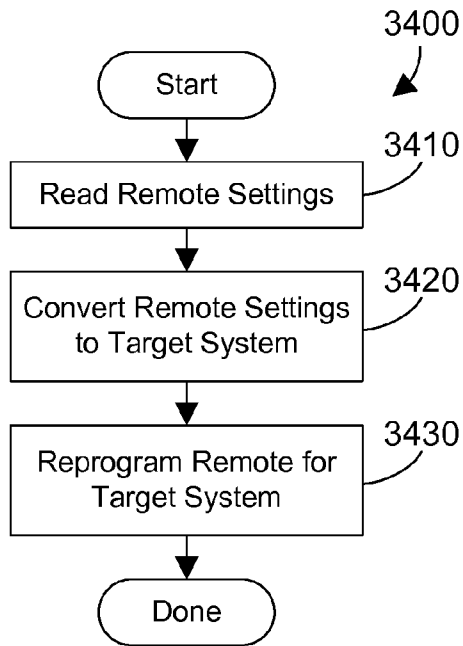 3400
Start
3410
Read Remote Settings
3420
Convert Remote Settings
to Target System
3430
Reprogram Remote for
Target System
Done